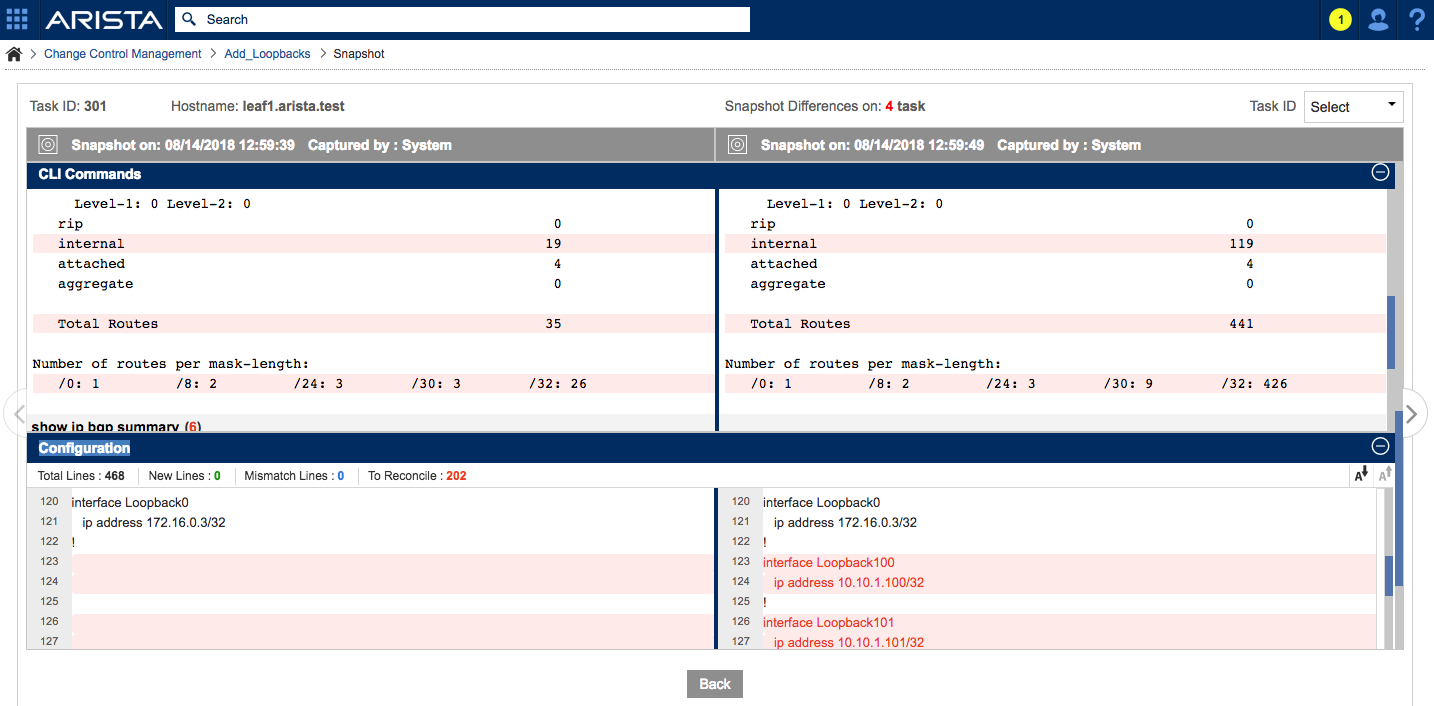 ARISTA Search 1 ?
> Change Control Management > Add_Loopbacks > Snapshot
Task ID: 301 Hostname: leaf1.arista.test Snapshot Differences on: 4 task Task ID Select
Snapshot on: 08/14/2018 12:59:39 Captured by : System
Snapshot on: 08/14/2018 12:59:49 Captured by : System
CLI Commands
Level-1: 0 Level-2: 0
rip 0
internal 19
attached 4
aggregate 0
Total Routes 35
Number of routes per mask-length:
/0: 1 /8: 2 /24: 3 /30: 3 /32: 26
show ip bgp summary (6)
Level-1: 0 Level-2: 0
rip 0
internal 119
attached 4
aggregate 0
Total Routes 441
Number of routes per mask-length:
/0: 1 /8: 2 /24: 3 /30: 9 /32: 426
Configuration
Total Lines : 468 New Lines : 0 Mismatch Lines : 0 To Reconcile : 202 A A
120 interface Loopback0
121 ip address 172.16.0.3/32
122 !
123
124
125
126
127
120 interface Loopback0
121 ip address 172.16.0.3/32
122 !
123 interface Loopback100
124 ip address 10.10.1.100/32
125 !
126 interface Loopback101
127 ip address 10.10.1.101/32
Back